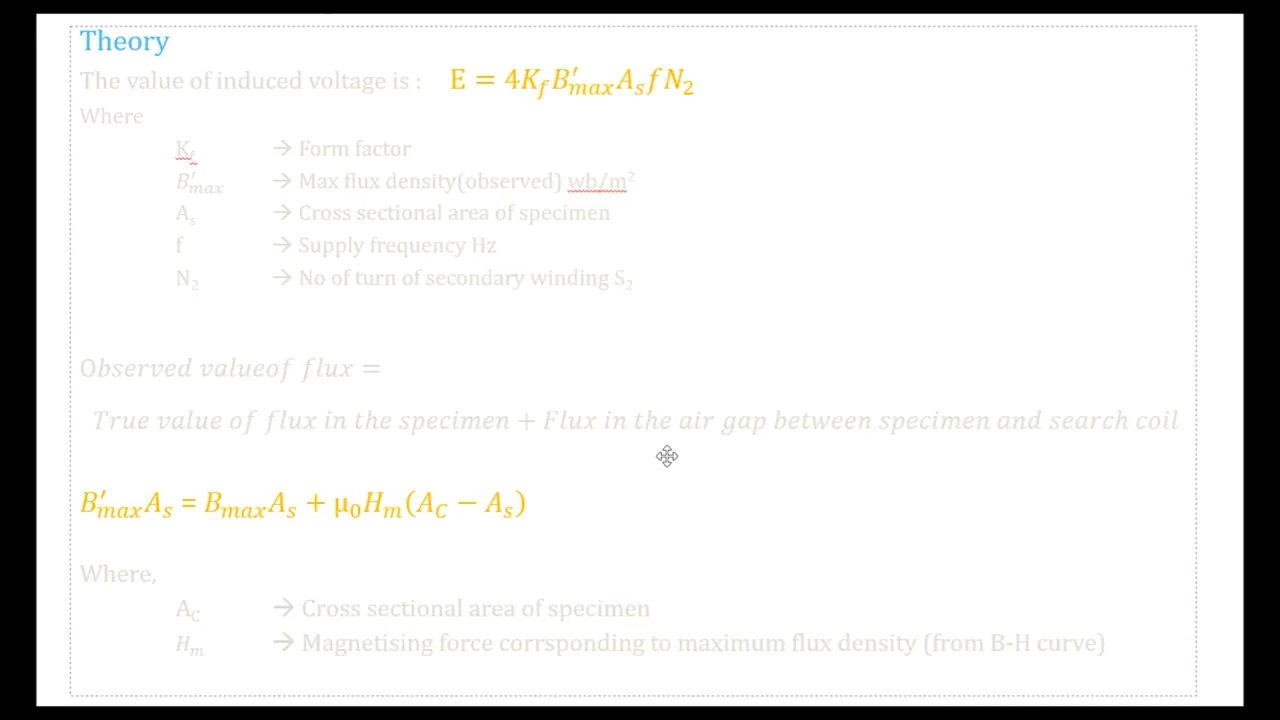 Theory
The value of induced voltage is : E = 4K_f B′_max A_s f N_2
Where
K_f → Form factor
B′_max → Max flux density(observed) wb/m²
A_s → Cross sectional area of specimen
f → Supply frequency Hz
N_2 → No of turn of secondary winding S_2
Observed valueof flux =
True value of flux in the specimen + Flux in the air gap between specimen and search coil
B′_max A_s = B_max A_s + μ_0 H_m (A_C − A_s)
Where,
A_C → Cross sectional area of specimen
H_m → Magnetising force corrsponding to maximum flux density (from B-H curve)